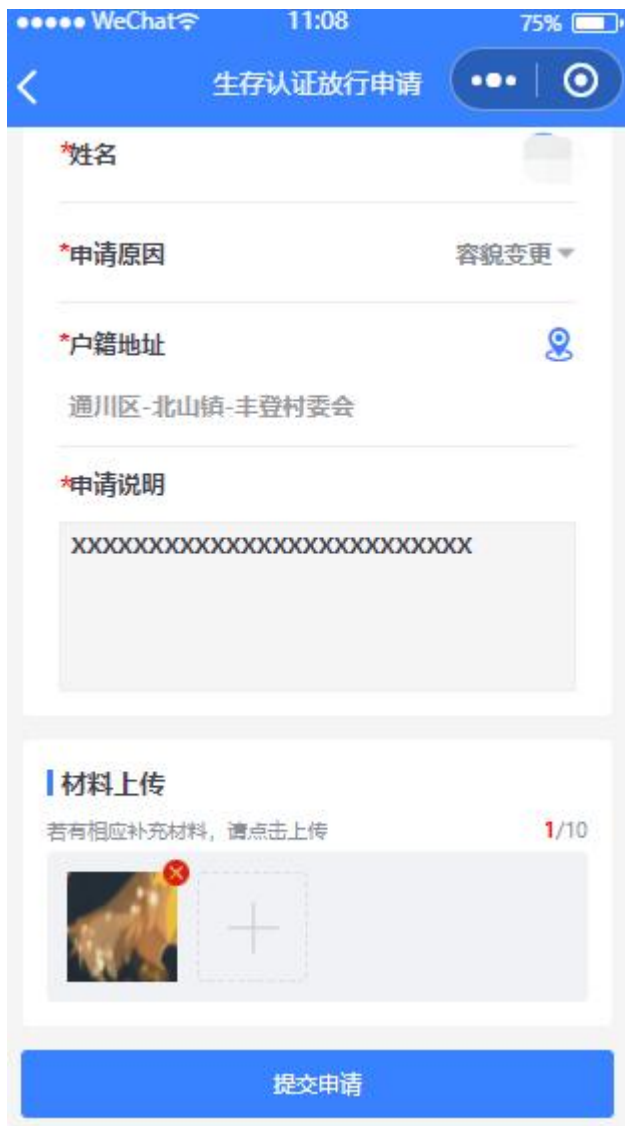 ●●●●● WeChat 11:08 75%
生存认证放行申请
*姓名
*申请原因 容貌变更
*户籍地址
通川区-北山镇-丰登村委会
*申请说明
XXXXXXXXXXXXXXXXXXXXXXXXXX
材料上传
若有相应补充材料，请点击上传 1/10
提交申请